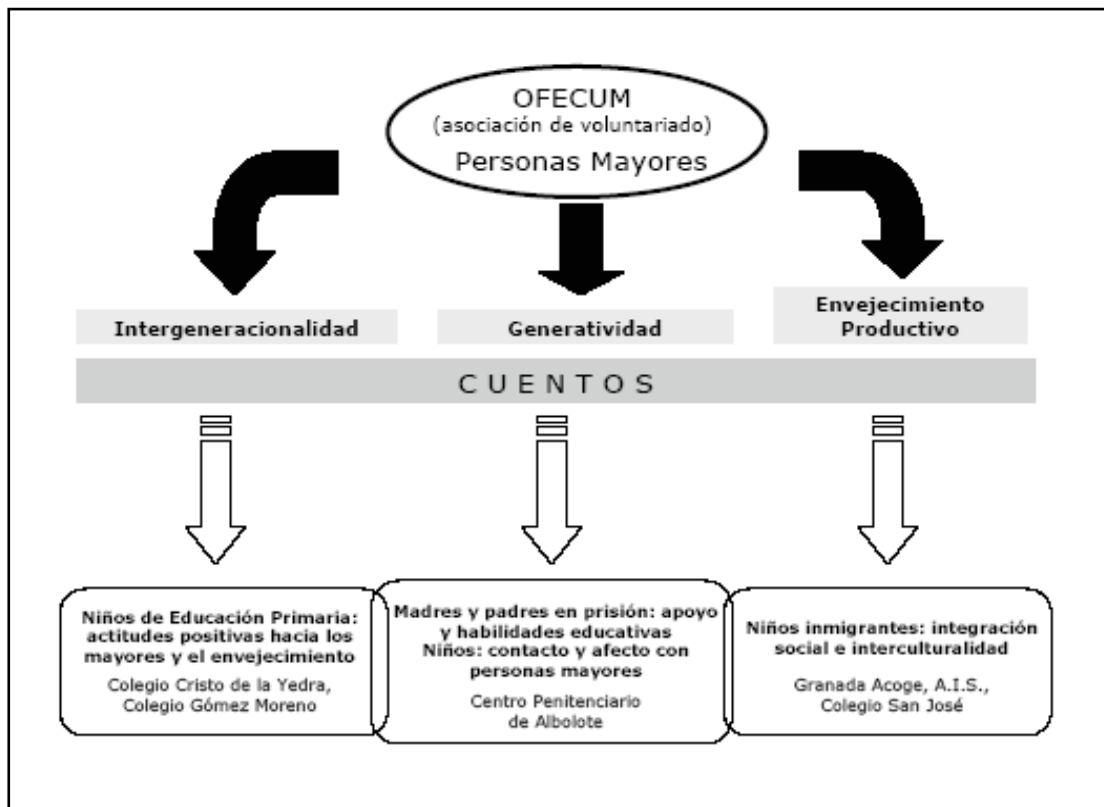 OFECUM
(asociación de voluntariado)
Personas Mayores
Intergeneracionalidad
Generatividad
Envejecimiento
Productivo
CUENTOS
Niños de Educación Primaria:
actitudes positivas hacia los
mayores y el envejecimiento
Colegio Cristo de la Yedra,
Colegio Gómez Moreno
Madres y padres en prisión: apoyo
y habilidades educativas
Niños: contacto y afecto con
personas mayores
Centro Penitenciario
de Albolote
Niños inmigrantes: integración
social e interculturalidad
Granada Acoge, A.I.S.,
Colegio San José